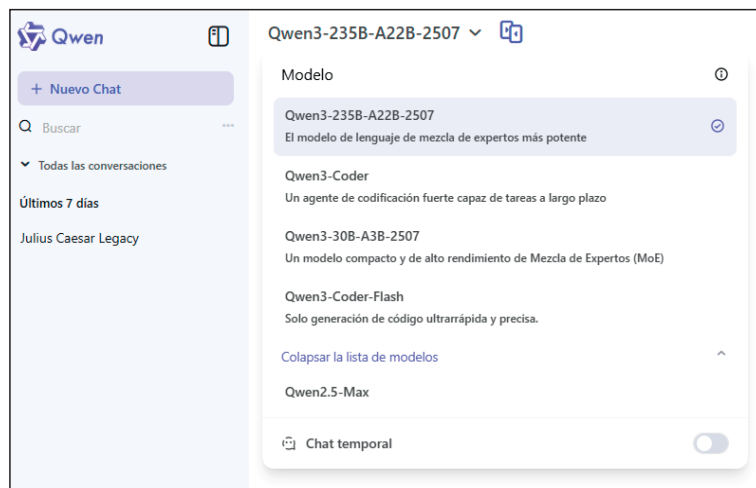 Qwen
+ Nuevo Chat
Buscar
Todas las conversaciones
Últimos 7 días
Julius Caesar Legacy
Qwen3-235B-A22B-2507
Modelo
Qwen3-235B-A22B-2507
El modelo de lenguaje de mezcla de expertos más potente
Qwen3-Coder
Un agente de codificación fuerte capaz de tareas a largo plazo
Qwen3-30B-A3B-2507
Un modelo compacto y de alto rendimiento de Mezcla de Expertos (MoE)
Qwen3-Coder-Flash
Solo generación de código ultrarrápida y precisa.
Colapsar la lista de modelos
Qwen2.5-Max
Chat temporal